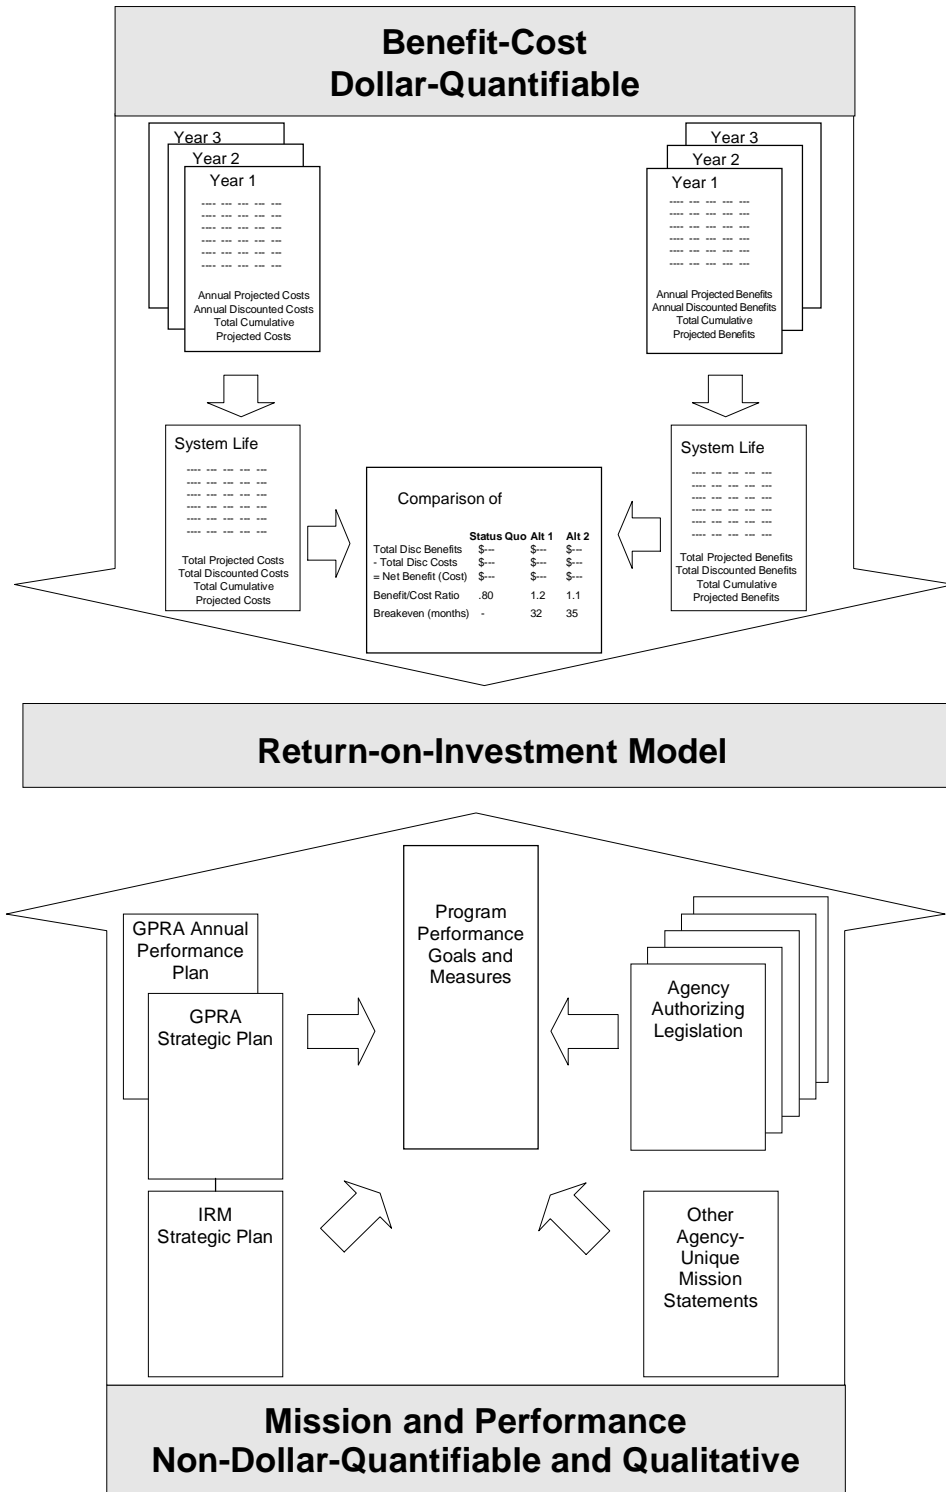 Benefit-Cost
Dollar-Quantifiable
Year 3
Year 2
Year 1
---- --- --- --- ---
---- --- --- --- ---
---- --- --- --- ---
---- --- --- --- ---
---- --- --- --- ---
---- --- --- --- ---
Annual Projected Costs
Annual Discounted Costs
Total Cumulative
Projected Costs
Year 3
Year 2
Year 1
---- --- --- --- ---
---- --- --- --- ---
---- --- --- --- ---
---- --- --- --- ---
---- --- --- --- ---
---- --- --- --- ---
Annual Projected Benefits
Annual Discounted Benefits
Total Cumulative
Projected Benefits
System Life
---- --- --- --- ---
---- --- --- --- ---
---- --- --- --- ---
---- --- --- --- ---
---- --- --- --- ---
---- --- --- --- ---
Total Projected Costs
Total Discounted Costs
Total Cumulative
Projected Costs
Comparison of
Status Quo Alt 1 Alt 2
Total Disc Benefits $--- $--- $---
- Total Disc Costs $--- $--- $---
= Net Benefit (Cost) $--- $--- $---
Benefit/Cost Ratio .80 1.2 1.1
Breakeven (months) - 32 35
System Life
---- --- --- --- ---
---- --- --- --- ---
---- --- --- --- ---
---- --- --- --- ---
---- --- --- --- ---
---- --- --- --- ---
Total Projected Benefits
Total Discounted Benefits
Total Cumulative
Projected Benefits
Return-on-Investment Model
GPRA Annual
Performance
Plan
GPRA
Strategic Plan
IRM
Strategic Plan
Program
Performance
Goals and
Measures
Agency
Authorizing
Legislation
Other
Agency-
Unique
Mission
Statements
Mission and Performance
Non-Dollar-Quantifiable and Qualitative